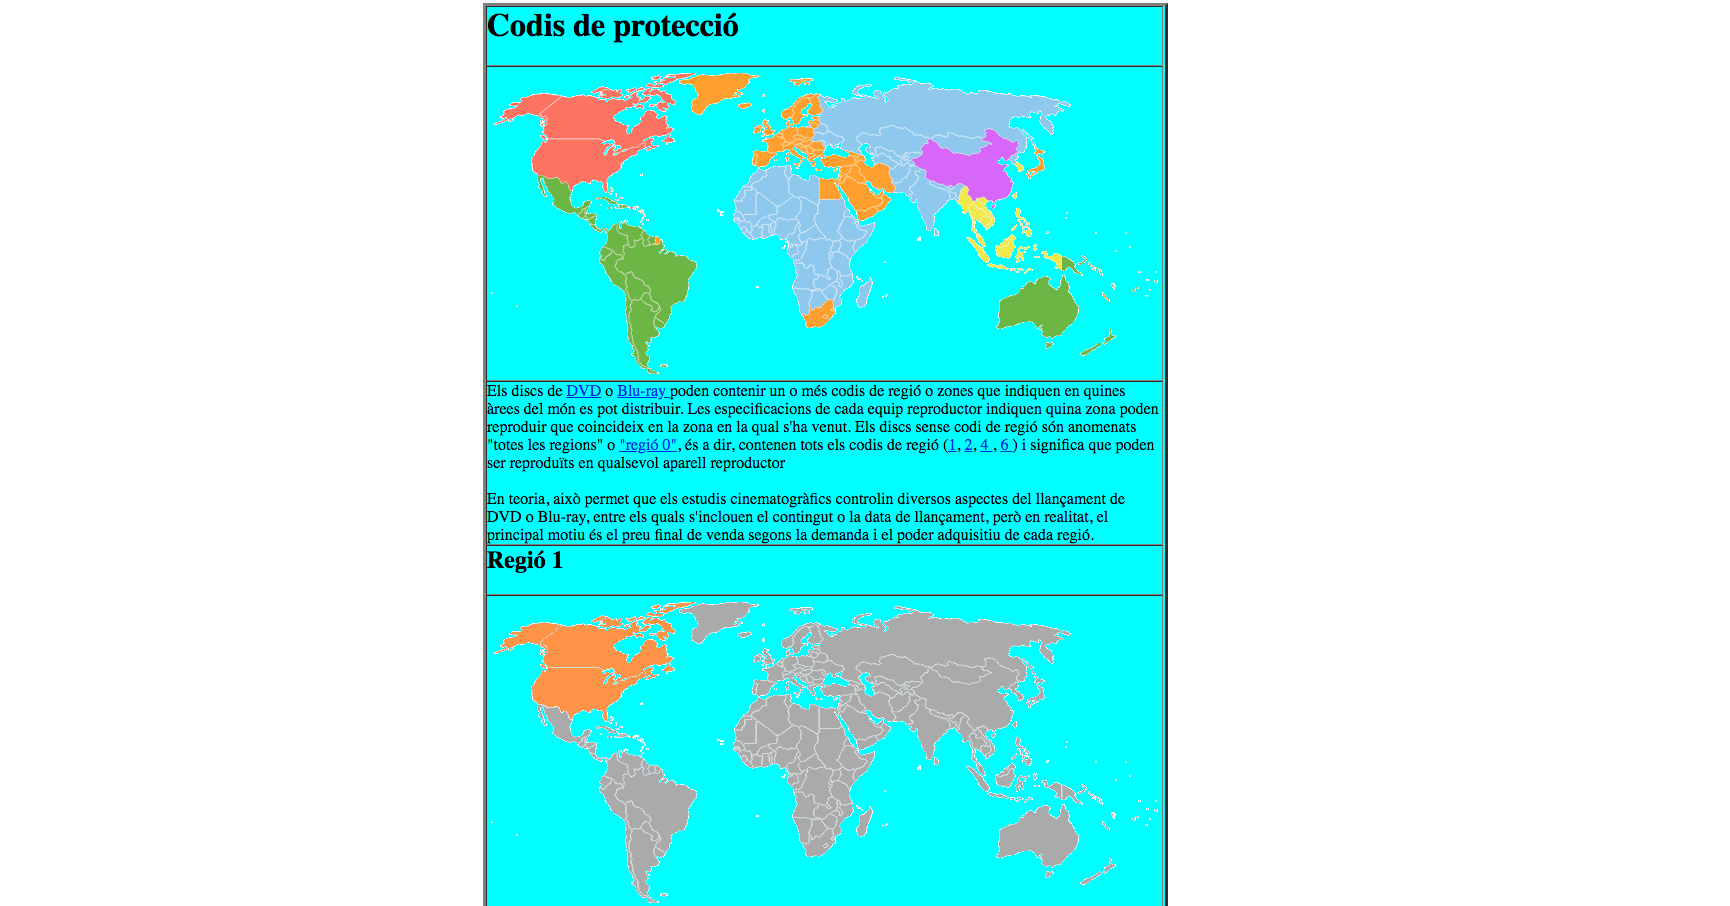 Codis de protecció
Els discs de DVD o Blu-ray poden contenir un o més codis de regió o zones que indiquen en quines
àrees del món es pot distribuir. Les especificacions de cada equip reproductor indiquen quina zona poden
reproduir que coincideix en la zona en la qual s'ha venut. Els discs sense codi de regió són anomenats
"totes les regions" o "regió 0", és a dir, contenen tots els codis de regió (1, 2, 4 , 6 ) i significa que poden
ser reproduïts en qualsevol aparell reproductor
En teoria, això permet que els estudis cinematogràfics controlin diversos aspectes del llançament de
DVD o Blu-ray, entre els quals s'inclouen el contingut o la data de llançament, però en realitat, el
principal motiu és el preu final de venda segons la demanda i el poder adquisitiu de cada regió.
Regió 1